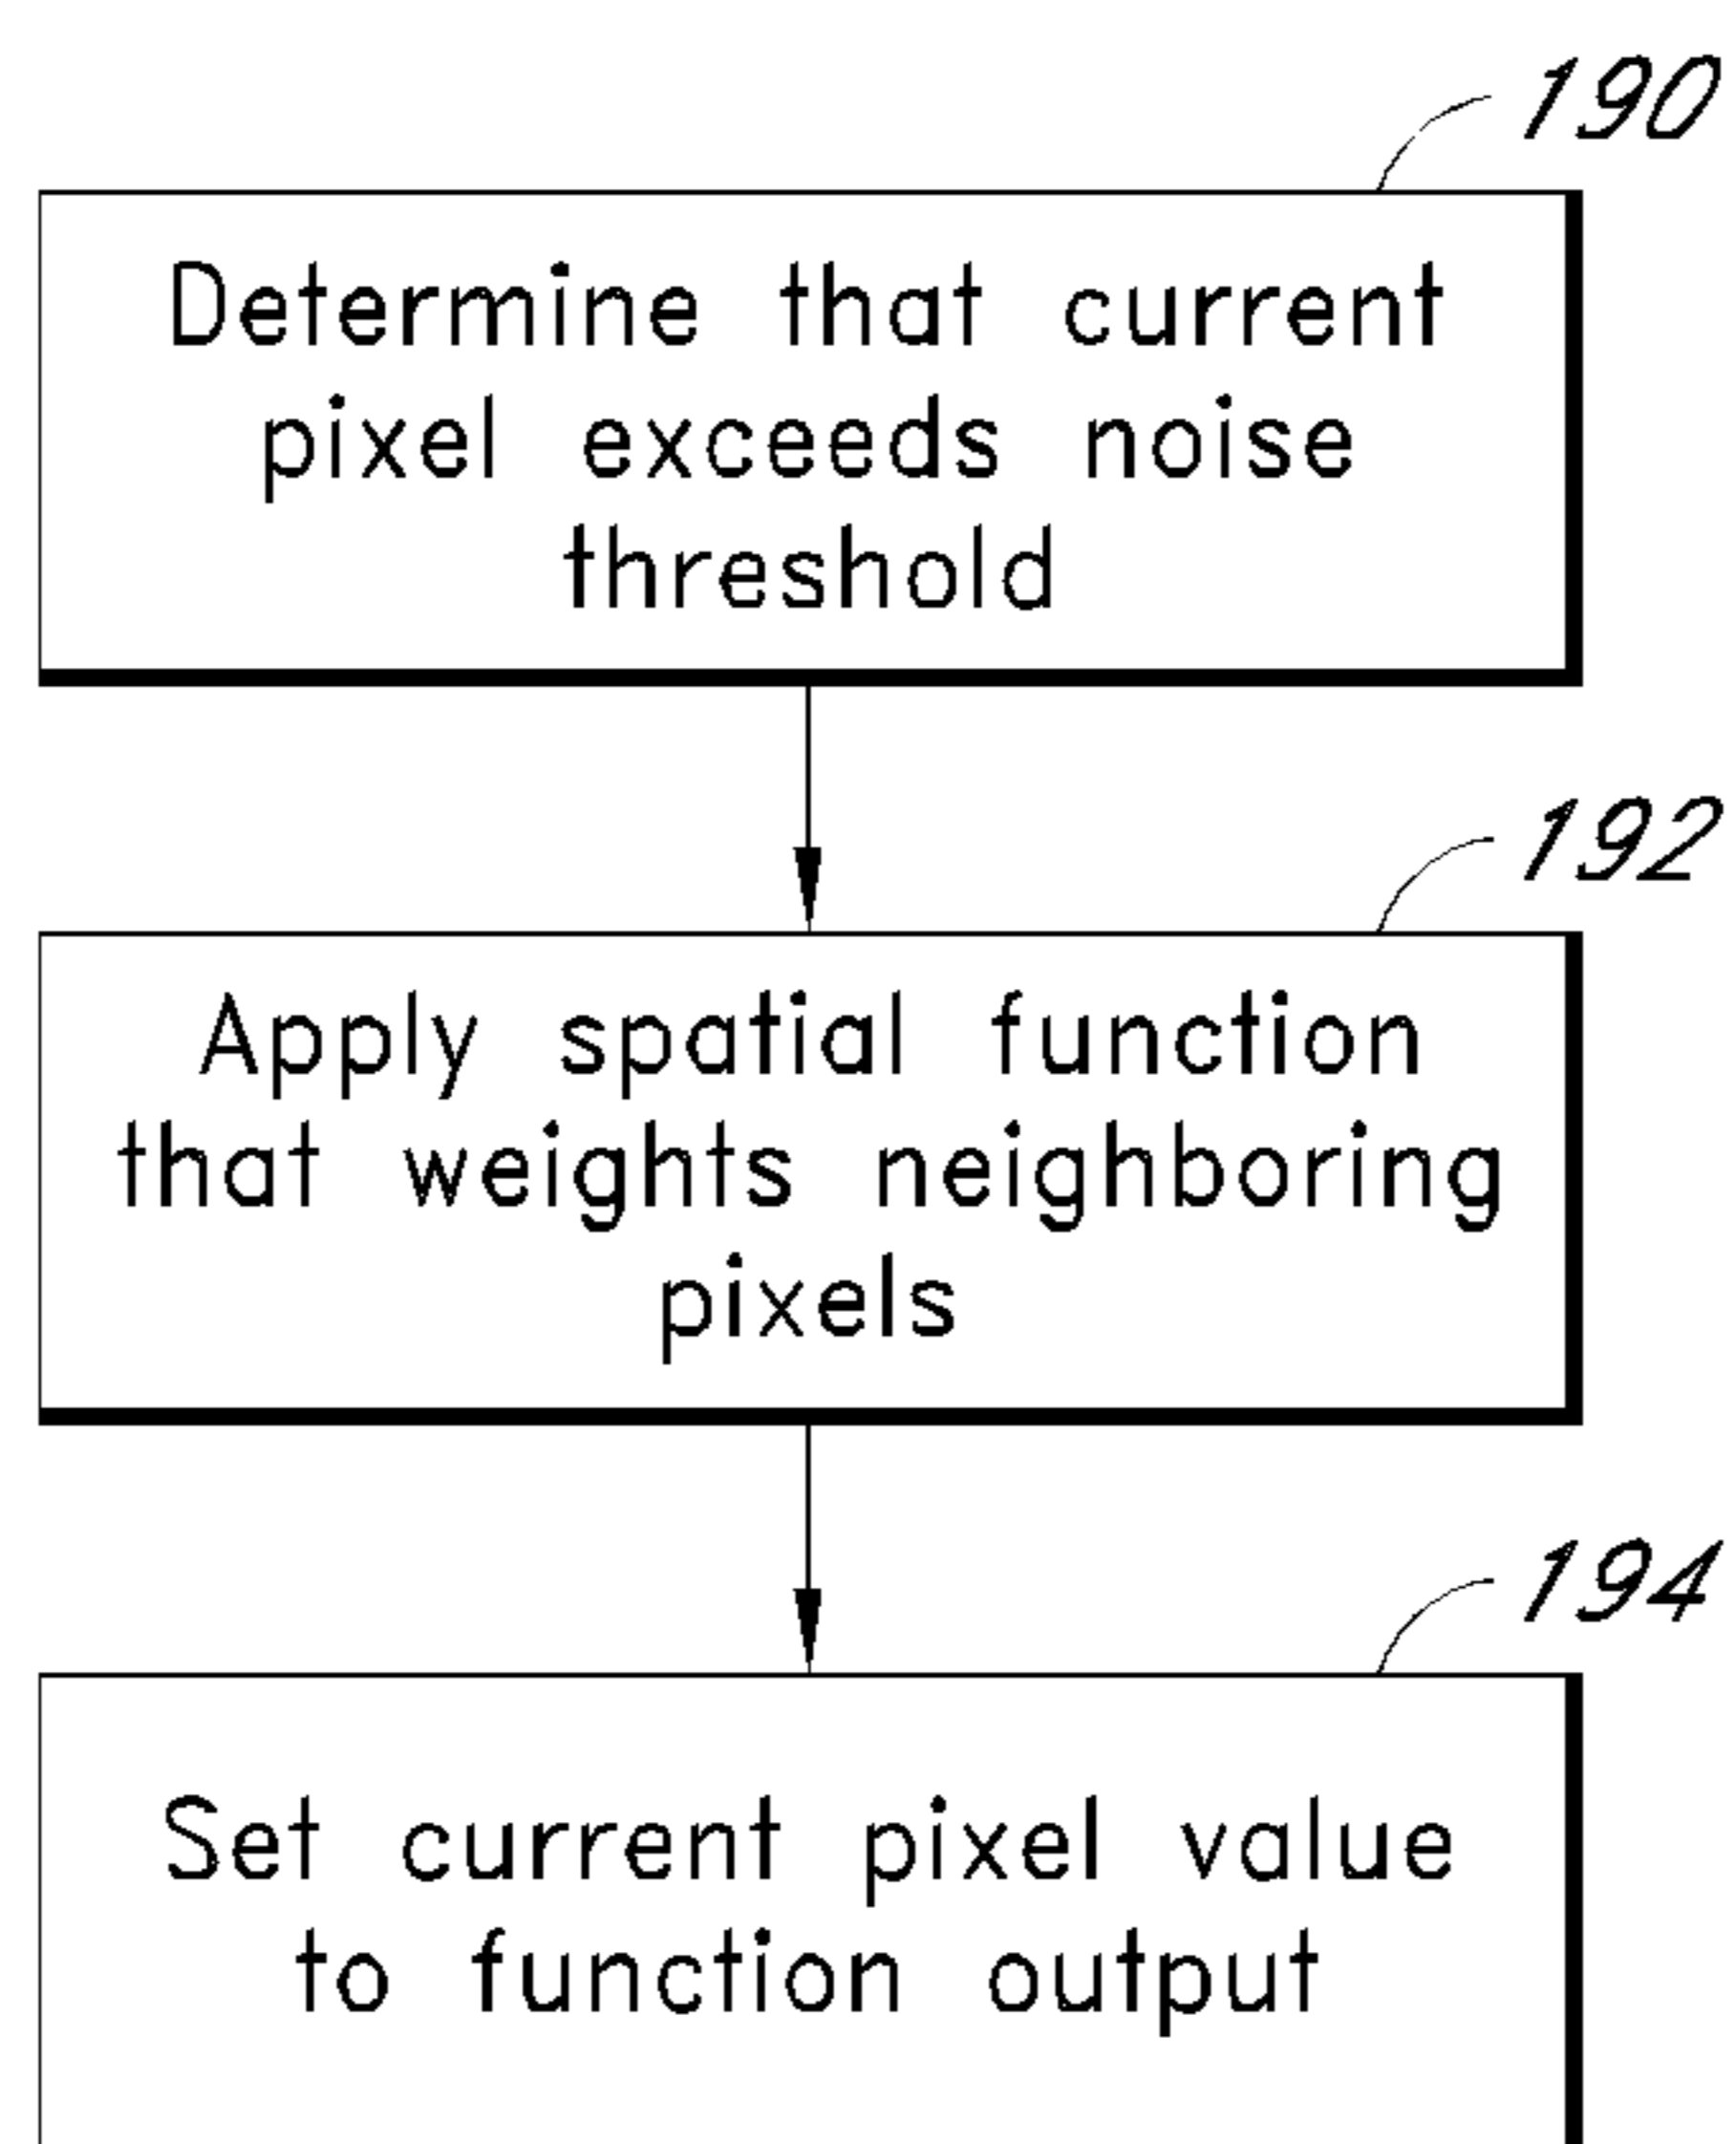 190
Determine that current
pixel exceeds noise
threshold
192
Apply spatial function
that weights neighboring
pixels
194
Set current pixel value
to function output